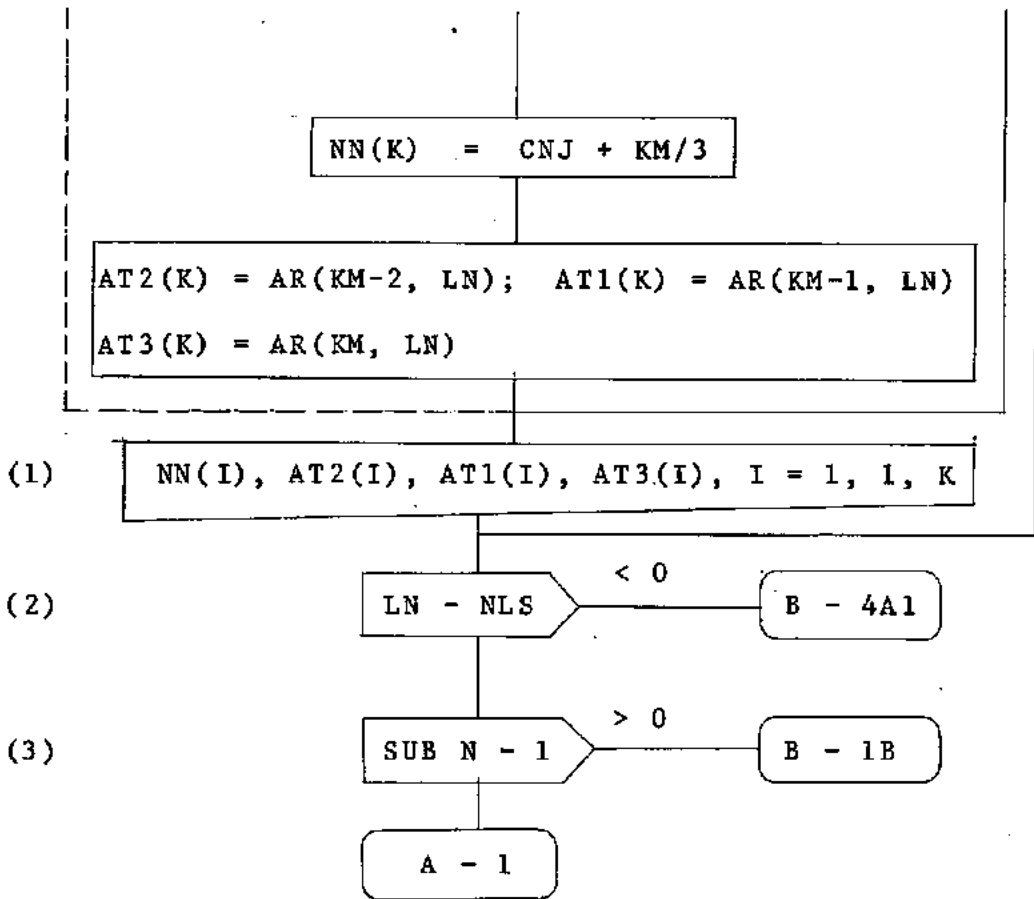 NN(K) = CNJ + KM/3
AT2(K) = AR(KM-2, LN); AT1(K) = AR(KM-1, LN)
AT3(K) = AR(KM, LN)
(1) NN(I), AT2(I), AT1(I), AT3(I), I = 1, 1, K
< 0
(2) LN - NLS B - 4A1
> 0
(3) SUB N - 1 B - 1B
A - 1